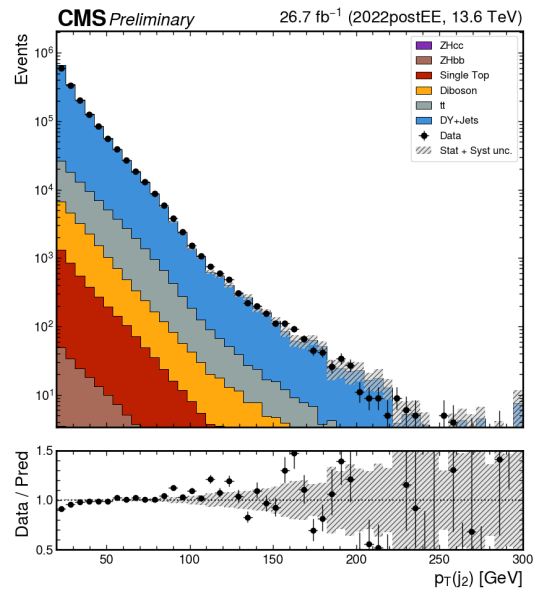 CMS Preliminary 26.7 fb⁻¹ (2022postEE, 13.6 TeV)
Events
10⁶
10⁵
10⁴
10³
10²
10¹
ZHcc
ZHbb
Single Top
Diboson
tt
DY+Jets
Data
Stat + Syst unc.
Data / Pred
1.5
1.0
0.5
50 100 150 200 250 300
p_T(j₂) [GeV]